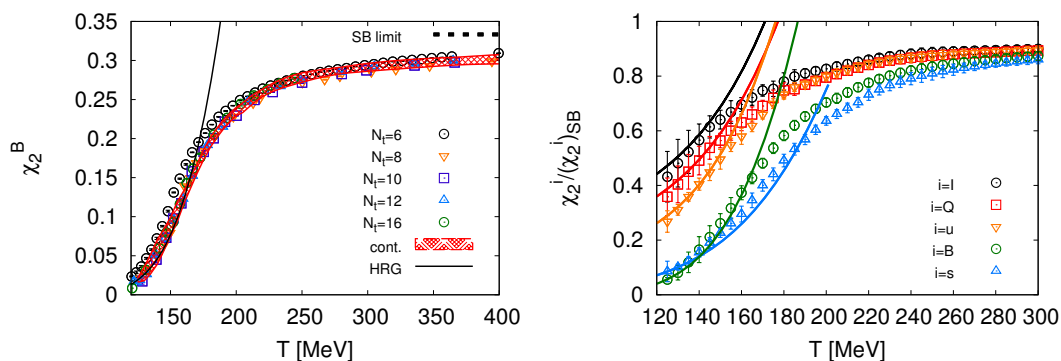 0.35
0.3
0.25
0.2
0.15
0.1
0.05
0
150 200 250 300 350 400
T [MeV]
χ₂ᴮ
SB limit
Nₜ=6
Nₜ=8
Nₜ=10
Nₜ=12
Nₜ=16
cont.
HRG
1
0.8
0.6
0.4
0.2
0
120 140 160 180 200 220 240 260 280 300
T [MeV]
χ₂ⁱ/(χ₂ⁱ)SB
i=I
i=Q
i=u
i=B
i=s